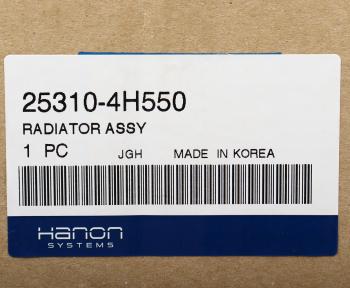 25310-4H550
RADIATOR ASSY
1 PC JGH MADE IN KOREA
Hanon
SYSTEMS